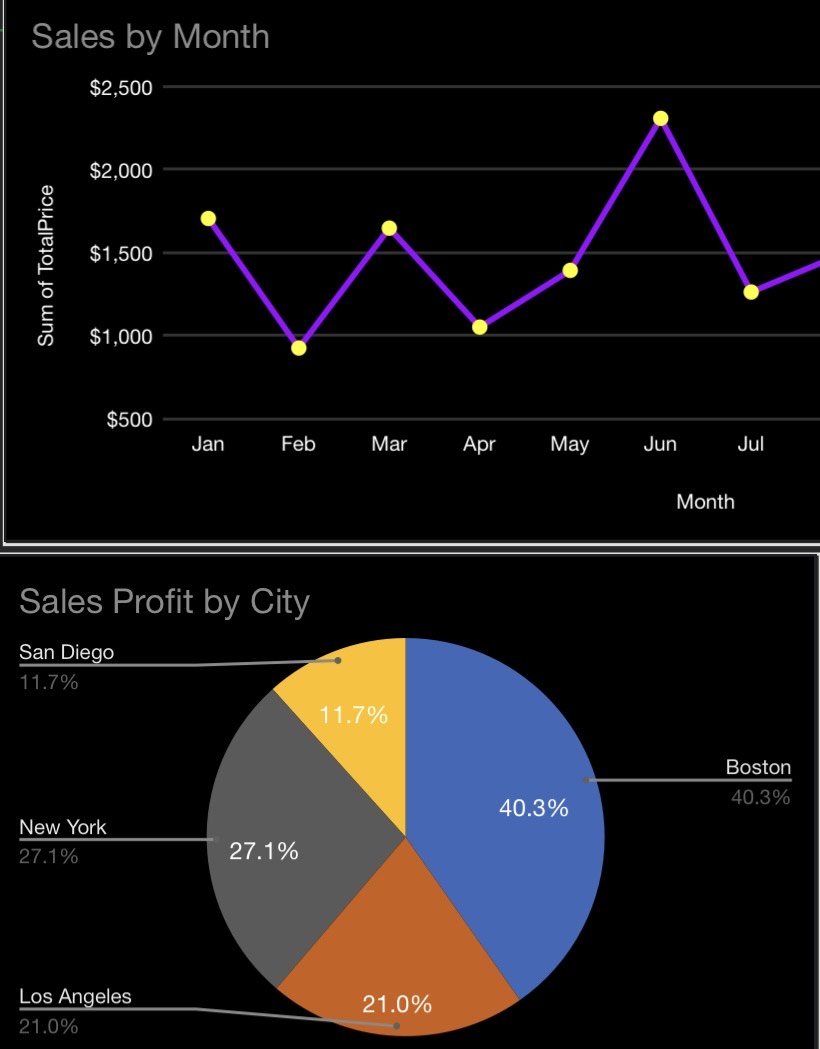 Sales by Month
$2,500
$2,000
$1,500
$1,000
$500
Sum of TotalPrice
Jan Feb Mar Apr May Jun Jul
Month
Sales Profit by City
San Diego
11.7%
11.7%
Boston
40.3%
40.3%
New York
27.1%
27.1%
Los Angeles
21.0%
21.0%